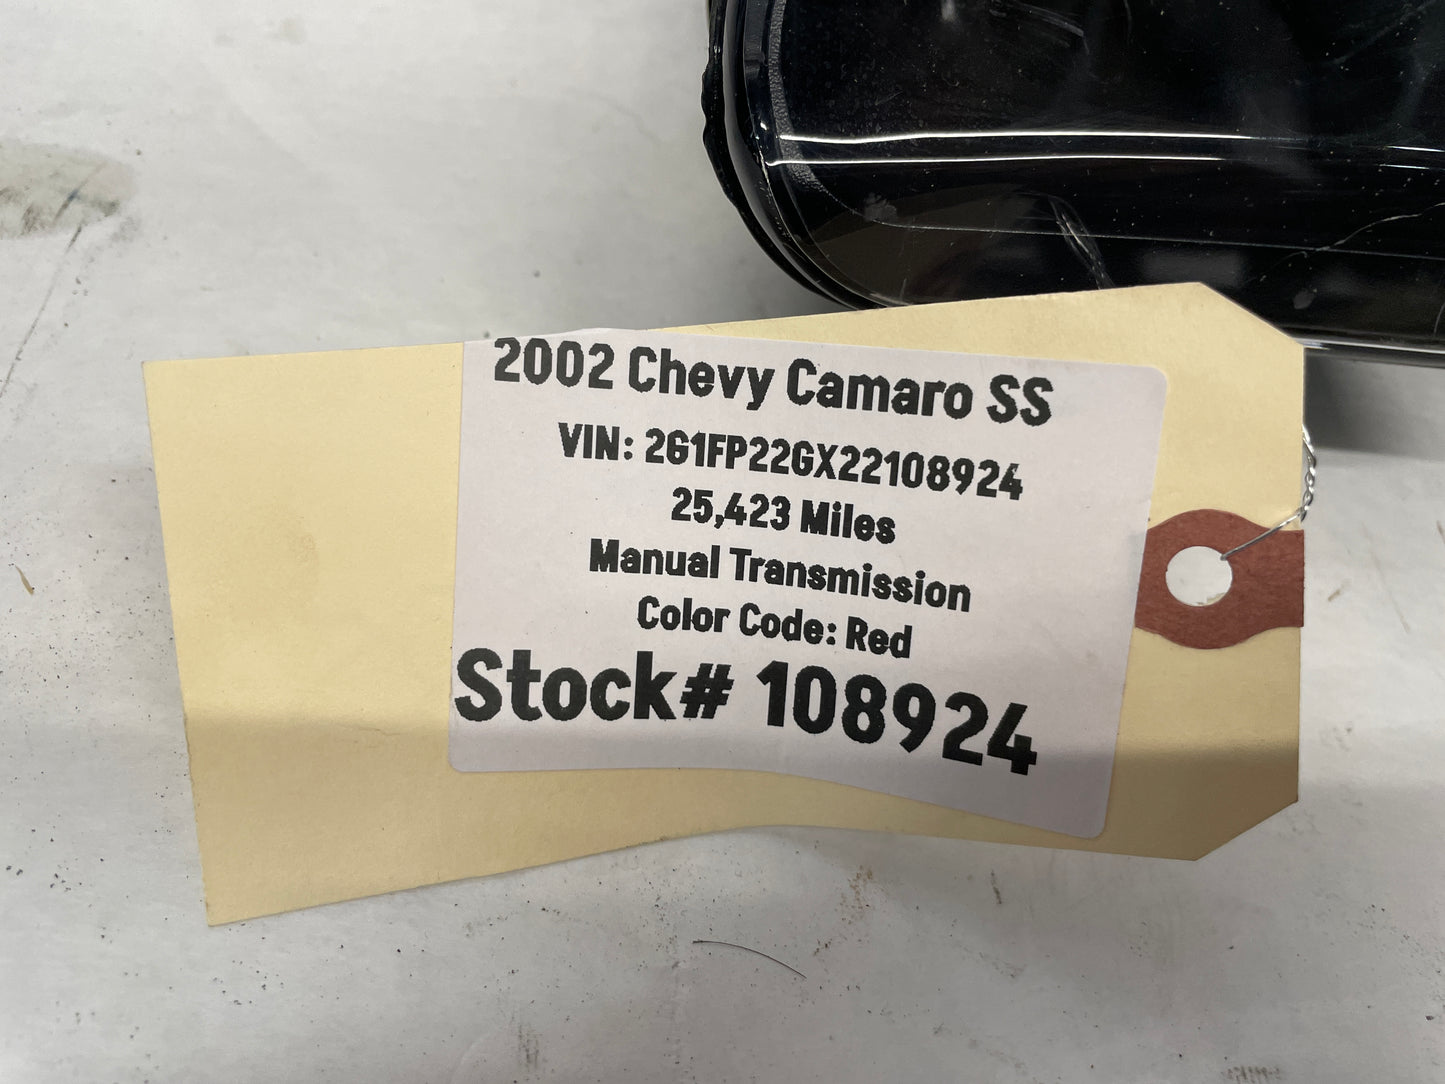 2002 Chevy Camaro SS
VIN: 2G1FP22GX22108924
25,423 Miles
Manual Transmission
Color Code: Red
Stock# 108924